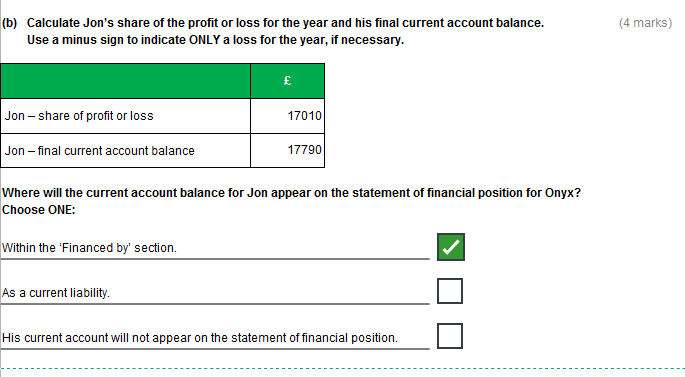 (b) Calculate Jon's share of the profit or loss for the year and his final current account balance. (4 marks)
Use a minus sign to indicate ONLY a loss for the year, if necessary.
£
Jon – share of profit or loss 17010
Jon – final current account balance 17790
Where will the current account balance for Jon appear on the statement of financial position for Onyx?
Choose ONE:
Within the 'Financed by' section.
As a current liability.
His current account will not appear on the statement of financial position.